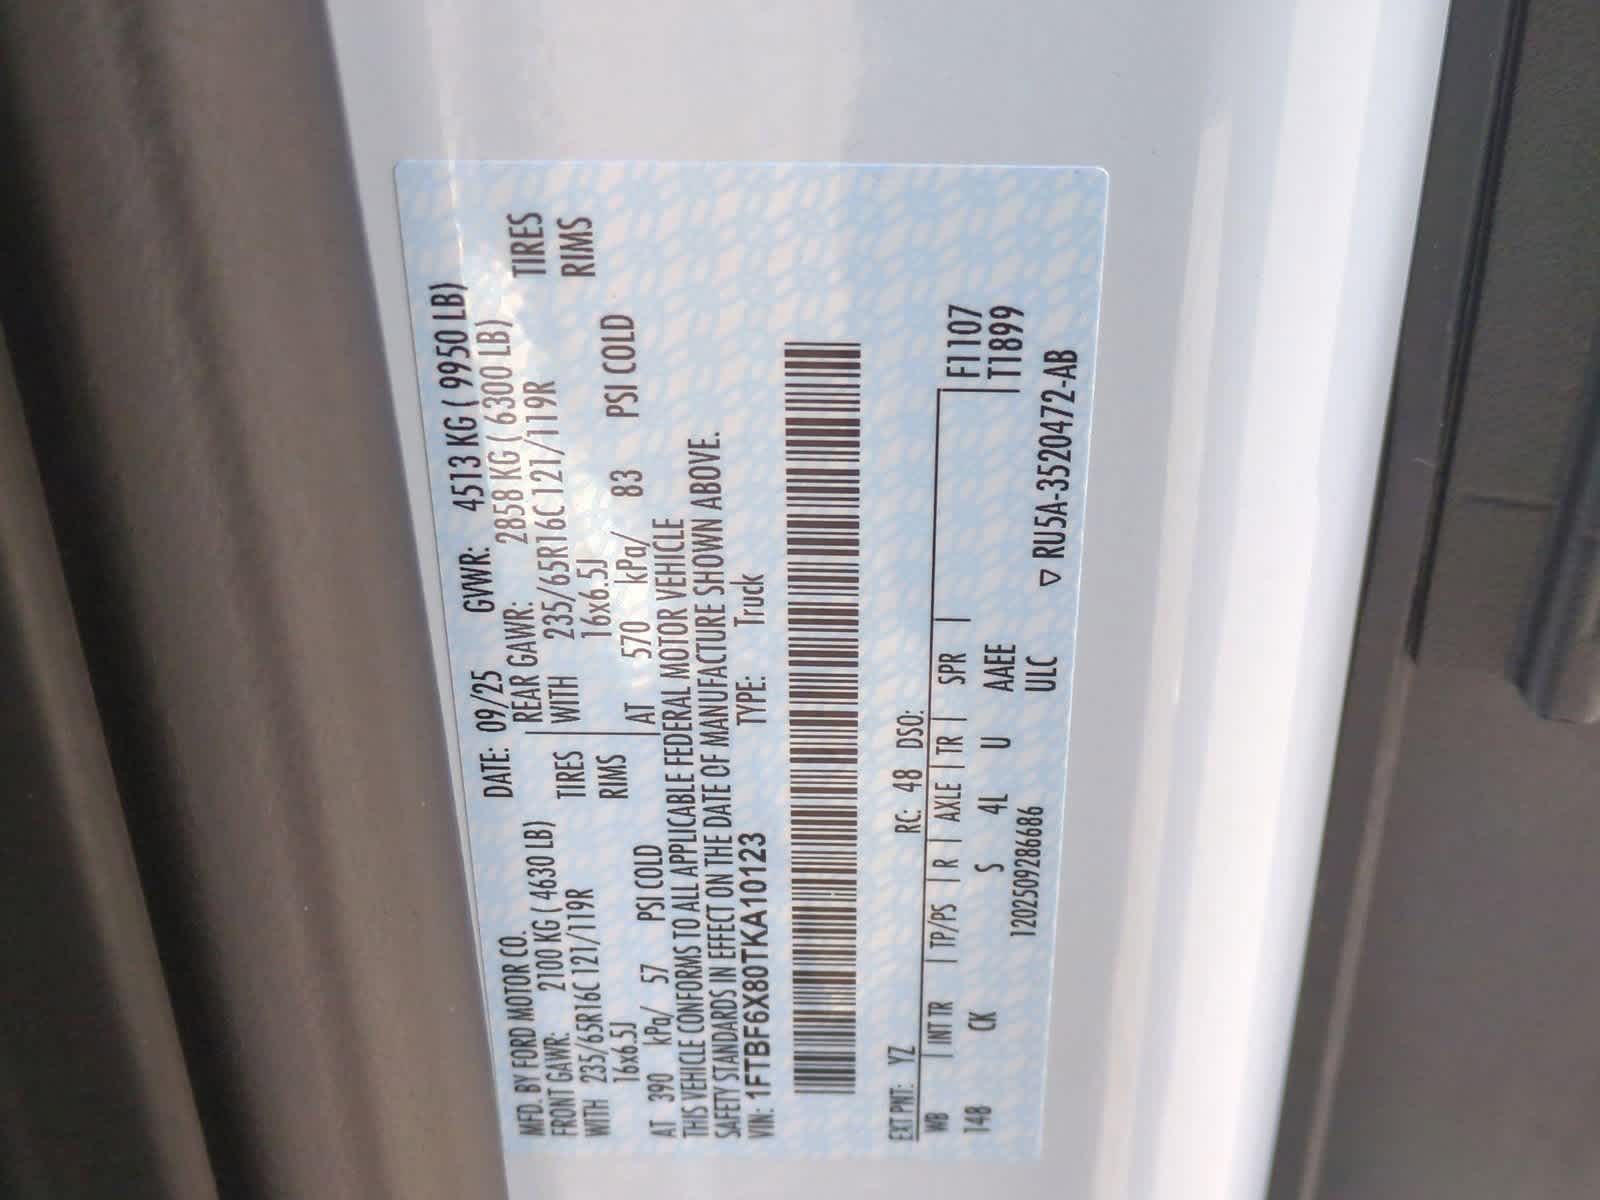 MFD. BY FORD MOTOR CO.
DATE: 09/25 GVWR: 4513 KG ( 9950 LB)
FRONT GAWR: 2100 KG ( 4630 LB) REAR GAWR: 2858 KG ( 6300 LB)
WITH 235/65R16C 121/119R TIRES WITH 235/65R16C 121/119R TIRES
16x6.5J RIMS 16x6.5J RIMS
AT 390 kPa/ 57 PSI COLD AT 570 kPa/ 83 PSI COLD
THIS VEHICLE CONFORMS TO ALL APPLICABLE FEDERAL MOTOR VEHICLE
SAFETY STANDARDS IN EFFECT ON THE DATE OF MANUFACTURE SHOWN ABOVE.
VIN: 1FTBF6X80TKA10123 TYPE: Truck
EXT PNT: YZ RC: 48 DSO:
WB | INT TR | TP/PS | R | AXLE | TR | SPR | F1107
148 CK S 4L U AAEE T1899
1202509286686 ULC ▽ RU5A-3520472-AB